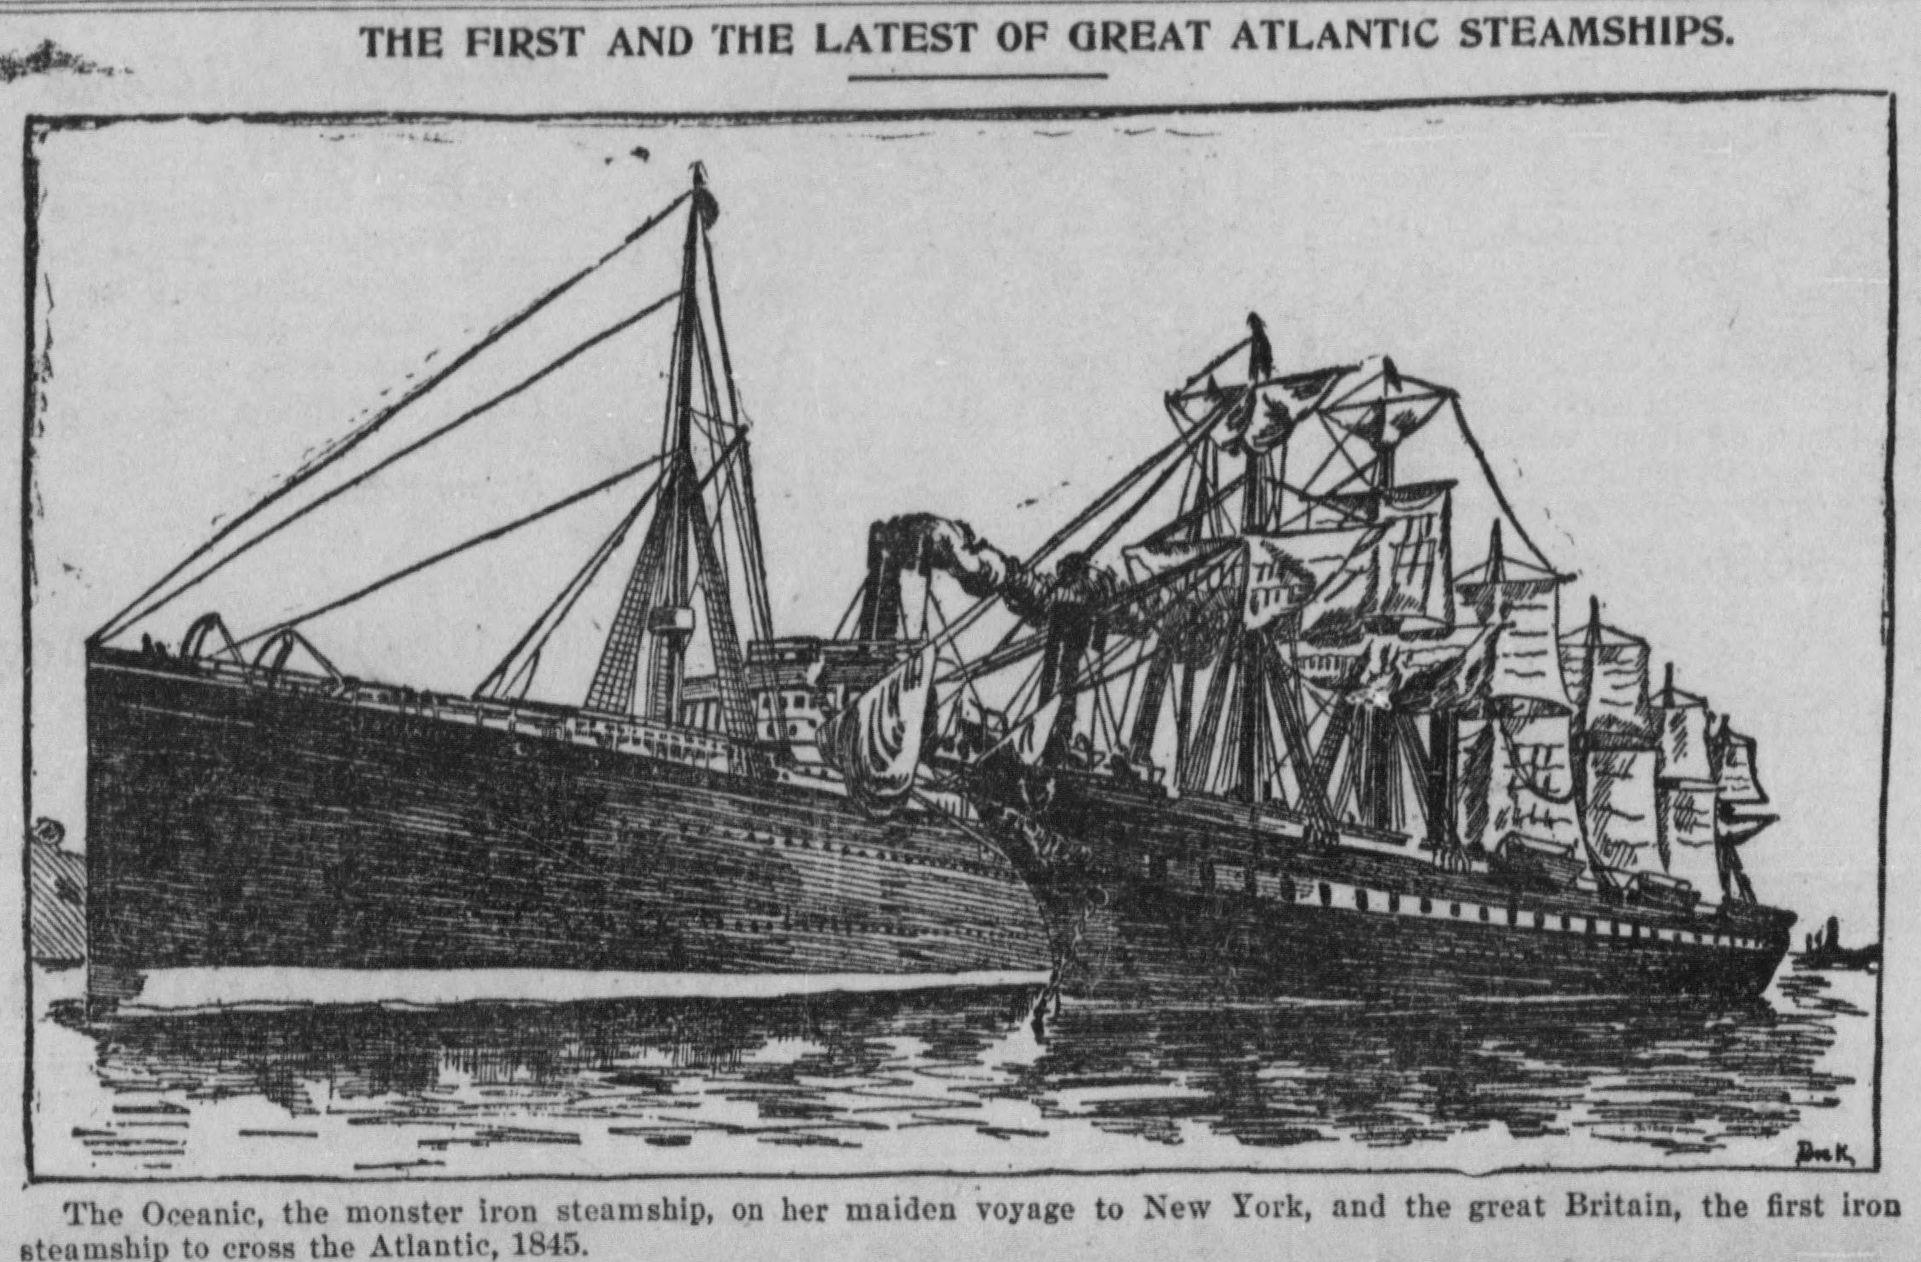 THE FIRST AND THE LATEST OF GREAT ATLANTIC STEAMSHIPS.
The Oceanic, the monster iron steamship, on her maiden voyage to New York, and the great Britain, the first iron
steamship to cross the Atlantic, 1845.